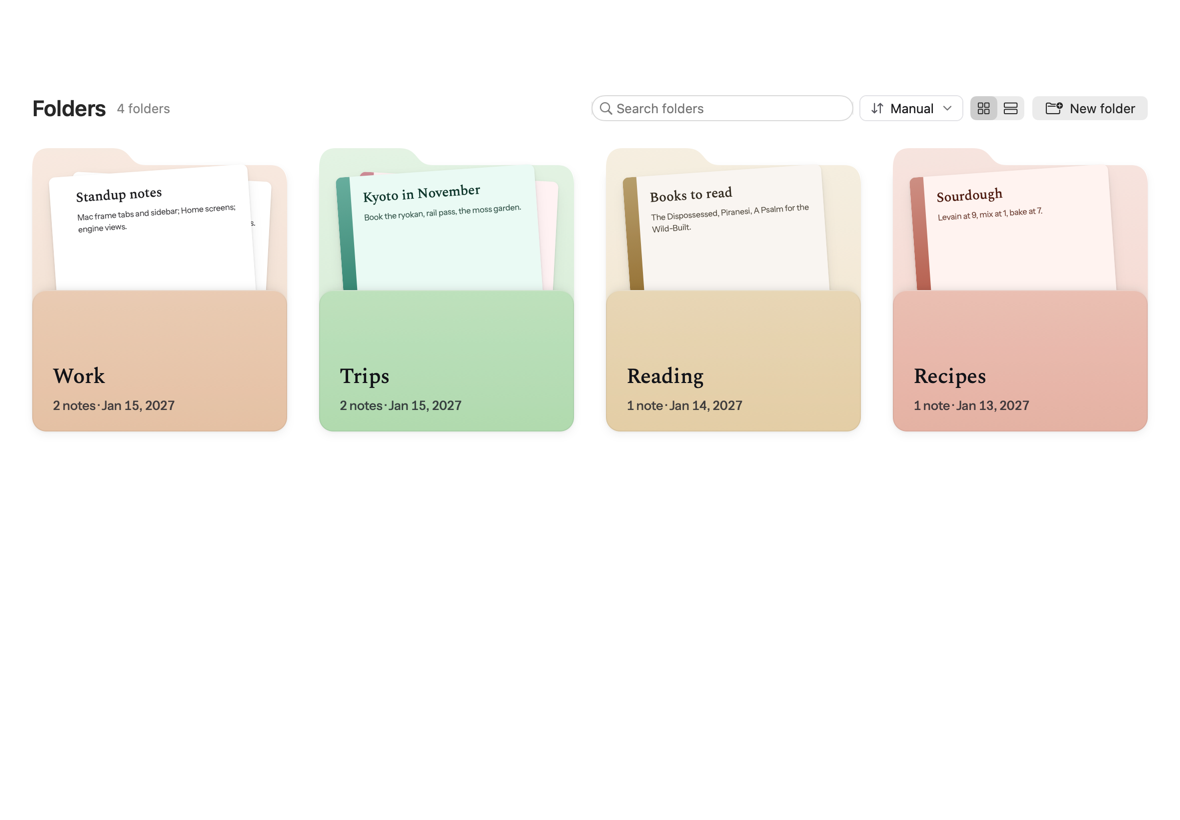 Folders
4 folders
Search folders
Manual
New folder
Standup notes
Mac frame tabs and sidebar; Home screens;
engine views.
s.
Work
2 notes · Jan 15, 2027
Kyoto in November
Book the ryokan, rail pass, the moss garden.
Trips
2 notes · Jan 15, 2027
Books to read
The Dispossessed, Piranesi, A Psalm for the
Wild-Built.
Reading
1 note · Jan 14, 2027
Sourdough
Levain at 9, mix at 1, bake at 7.
Recipes
1 note · Jan 13, 2027